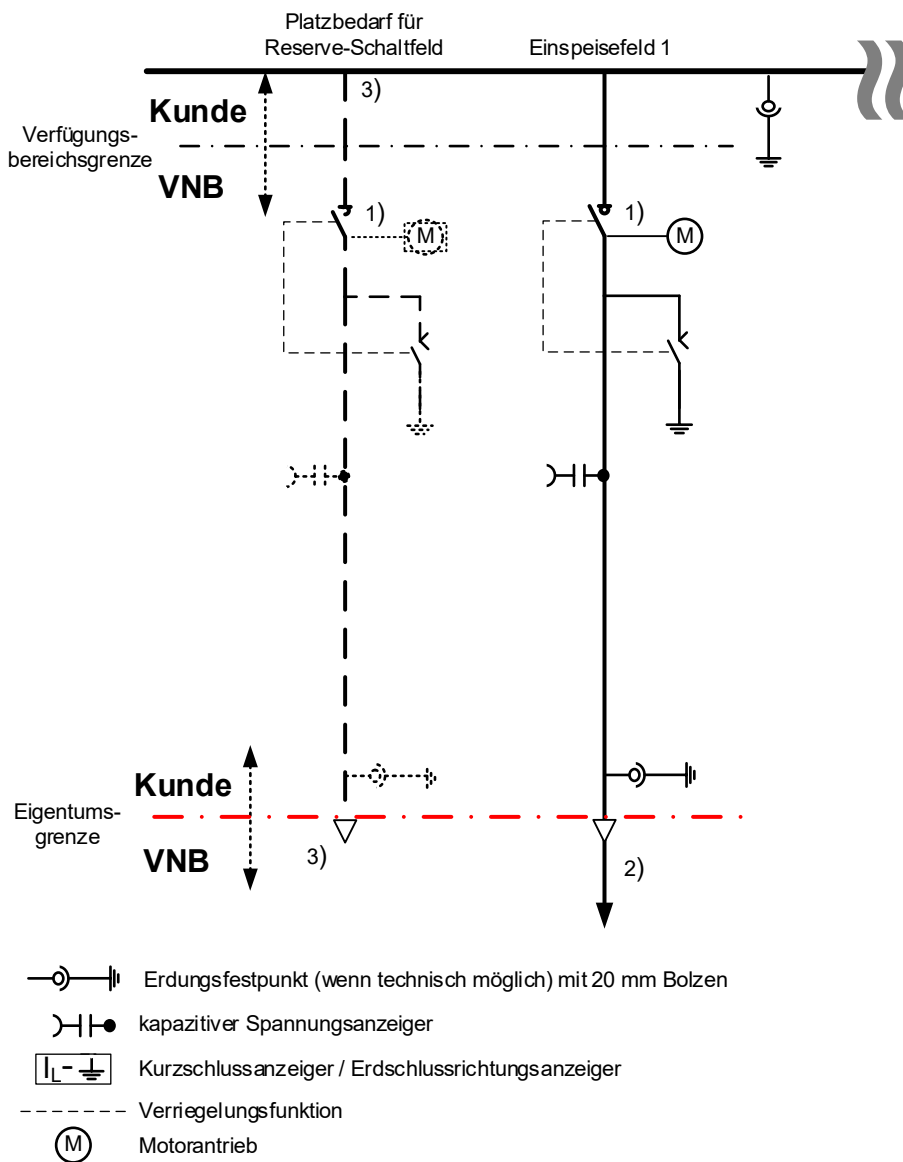 Platzbedarf für
Reserve-Schaltfeld
Einspeisefeld 1
3)
Kunde
Verfügungs-
bereichsgrenze
VNB
1)
M
1)
M
Kunde
Eigentums-
grenze
VNB
3)
2)
Erdungsfestpunkt (wenn technisch möglich) mit 20 mm Bolzen
kapazitiver Spannungsanzeiger
IL-
Kurzschlussanzeiger / Erdschlussrichtungsanzeiger
Verriegelungsfunktion
M
Motorantrieb